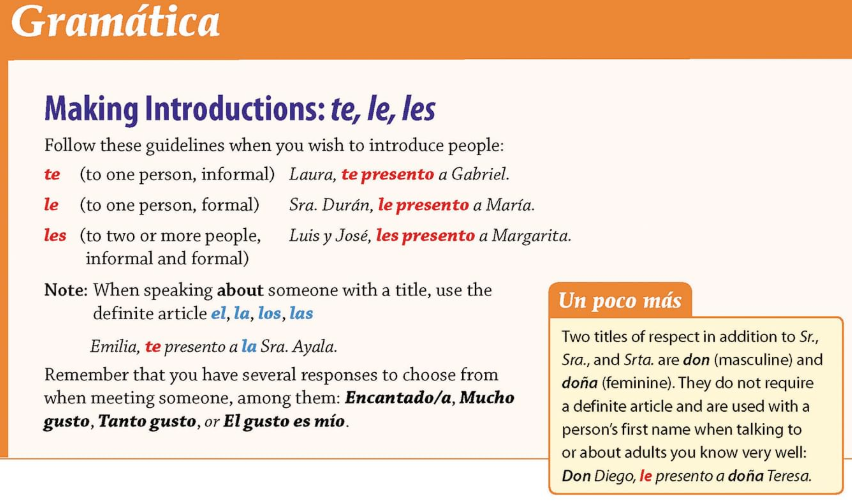 Gramática
Making Introductions: te, le, les
Follow these guidelines when you wish to introduce people:
te (to one person, informal) Laura, te presento a Gabriel.
le (to one person, formal) Sra. Durán, le presento a María.
les (to two or more people, Luis y José, les presento a Margarita.
informal and formal)
Note: When speaking about someone with a title, use the
definite article el, la, los, las
Emilia, te presento a la Sra. Ayala.
Remember that you have several responses to choose from
when meeting someone, among them: Encantado/a, Mucho
gusto, Tanto gusto, or El gusto es mío.
Un poco más
Two titles of respect in addition to Sr.,
Sra., and Srta. are don (masculine) and
doña (feminine). They do not require
a definite article and are used with a
person's first name when talking to
or about adults you know very well:
Don Diego, le presento a doña Teresa.